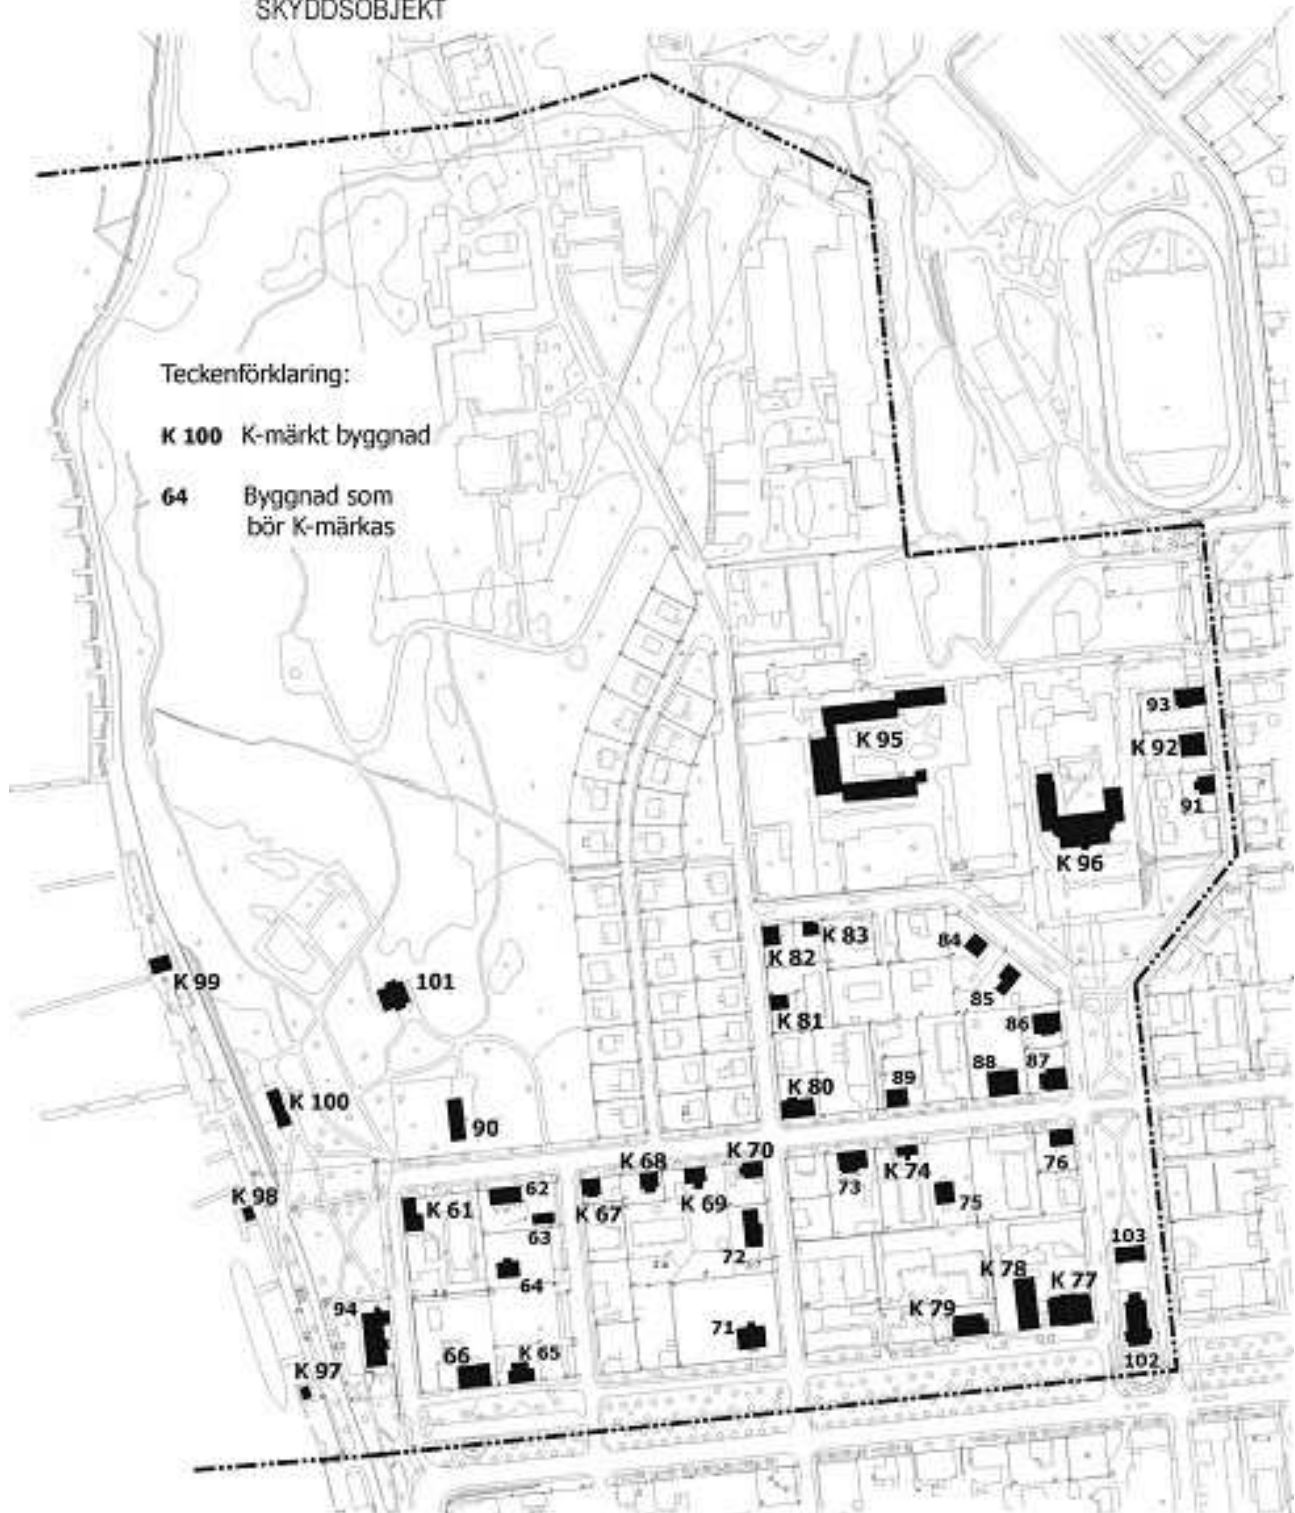 SKYDDSOBJEKT
Teckenförklaring:
K 100 K-märkt byggnad
64 Byggnad som
bör K-märkas
93
K 95
K 92
91
K 96
K 83
84
K 82
K 99
101
85
K 81
86
88
87
89
K 80
K 100
90
K 70
76
K 68
K 74
73
62
K 98
75
K 61
K 69
K 67
63
103
72
64
K 78
K 77
94
K 79
71
K 65
66
102
K 97